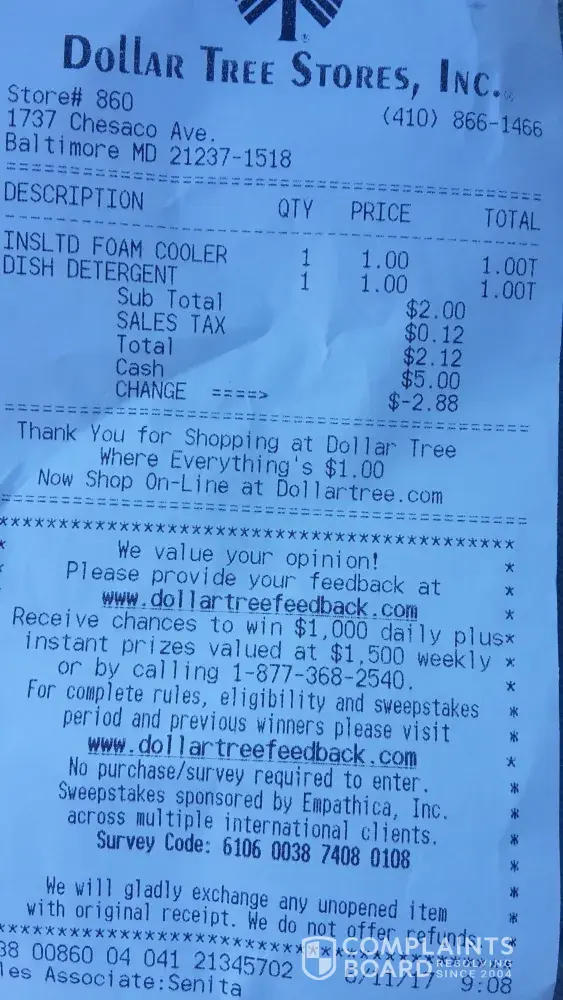 DOLLAR TREE STORES, INC.
Store# 860
(410) 866-1466
1737 Chesaco Ave.
Baltimore MD 21237-1518
DESCRIPTION QTY PRICE TOTAL
INSLTD FOAM COOLER 1 1.00 1.00T
DISH DETERGENT 1 1.00 1.00T
Sub Total $2.00
SALES TAX $0.12
Total $2.12
Cash $5.00
CHANGE ====> $-2.88
Thank You for Shopping at Dollar Tree
Where Everything's $1.00
Now Shop On-Line at Dollartree.com
We value your opinion!
Please provide your feedback at
www.dollartreefeedback.com
Receive chances to win $1,000 daily plus
instant prizes valued at $1,500 weekly
or by calling 1-877-368-2540.
For complete rules, eligibility and sweepstakes
period and previous winners please visit
www.dollartreefeedback.com
No purchase/survey required to enter.
Sweepstakes sponsored by Empathica, Inc.
across multiple international clients.
Survey Code: 6106 0038 7408 0108
We will gladly exchange any unopened item
with original receipt. We do not offer refunds
38 00860 04 041 21345702 /11/17 9:08
les Associate:Senita
COMPLAINTS
BOARD RESOLVING
SINCE 2004